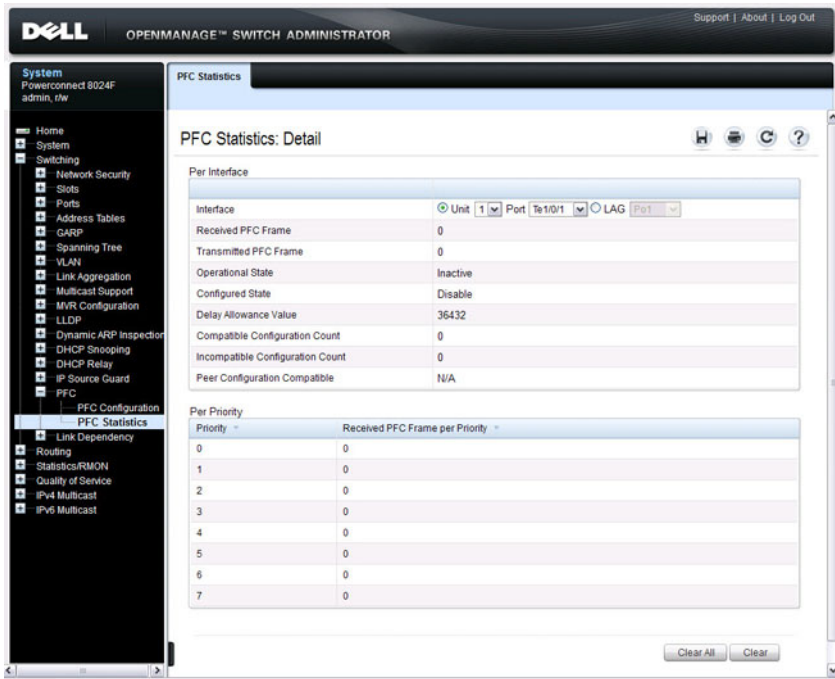 Support | About | Log Out
DELL
OPENMANAGE™ SWITCH ADMINISTRATOR
System
Powerconnect 8024F
admin, r/w
PFC Statistics
Home
System
Switching
Network Security
Slots
Ports
Address Tables
GARP
Spanning Tree
VLAN
Link Aggregation
Multicast Support
MVR Configuration
LLDP
Dynamic ARP Inspection
DHCP Snooping
DHCP Relay
IP Source Guard
PFC
PFC Configuration
PFC Statistics
Link Dependency
Routing
Statistics/RMON
Quality of Service
IPv4 Multicast
IPv6 Multicast
PFC Statistics: Detail
Per Interface
Interface Unit 1 Port Te1/0/1 LAG Po1
Received PFC Frame 0
Transmitted PFC Frame 0
Operational State Inactive
Configured State Disable
Delay Allowance Value 36432
Compatible Configuration Count 0
Incompatible Configuration Count 0
Peer Configuration Compatible N/A
Per Priority
Priority Received PFC Frame per Priority
0 0
1 0
2 0
3 0
4 0
5 0
6 0
7 0
Clear All Clear